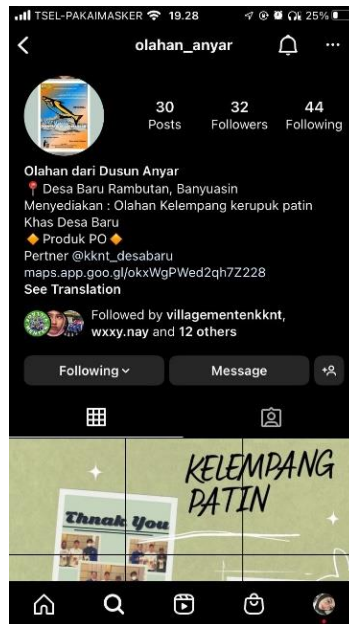 TSEL-PAKAIMASKER 19.28 25%
olahan_anyar
30 32 44
Posts Followers Following
Olahan dari Dusun Anyar
Desa Baru Rambutan, Banyuasin
Menyediakan : Olahan Kelempang kerupuk patin
Khas Desa Baru
Produk PO
Pertner @kknt_desabaru
maps.app.goo.gl/okxWgPWed2qh7Z228
See Translation
Followed by villagementenkknt,
wxxy.nay and 12 others
Following Message
KELEMPANG
PATIN
Thnak You